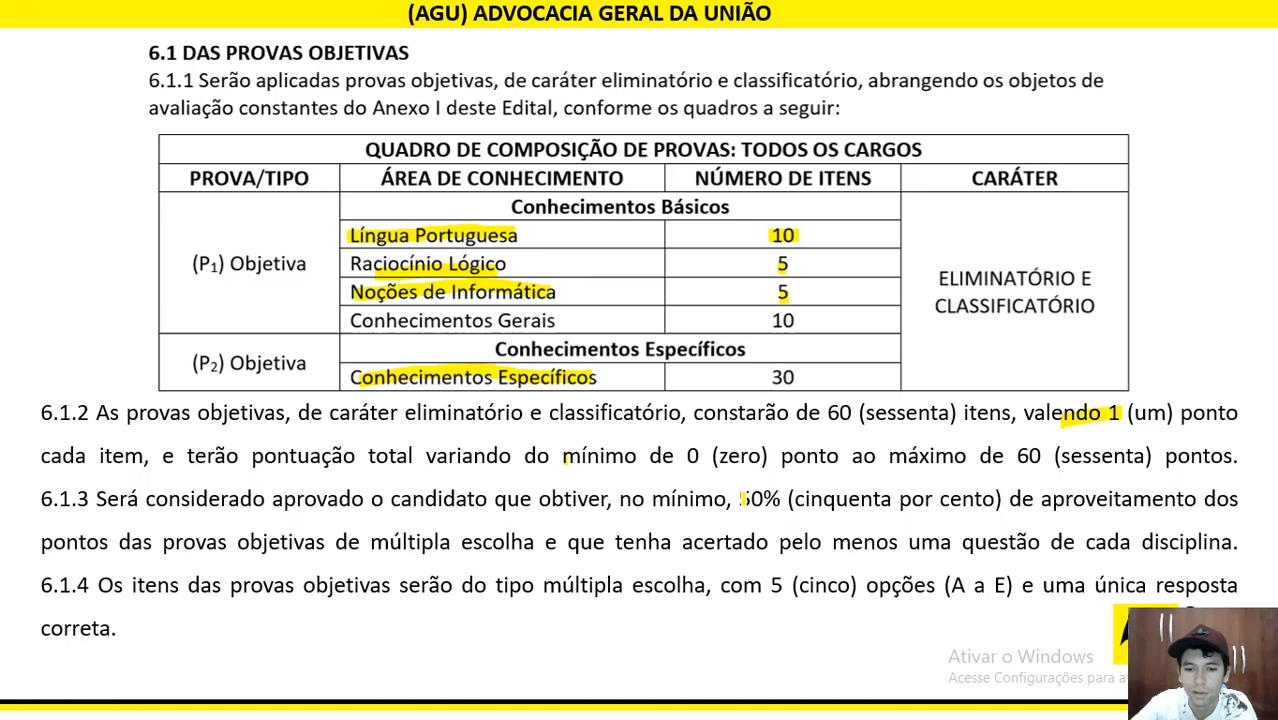 (AGU) ADVOCACIA GERAL DA UNIÃO
6.1 DAS PROVAS OBJETIVAS
6.1.1 Serão aplicadas provas objetivas, de caráter eliminatório e classificatório, abrangendo os objetos de
avaliação constantes do Anexo I deste Edital, conforme os quadros a seguir:
QUADRO DE COMPOSIÇÃO DE PROVAS: TODOS OS CARGOS
PROVA/TIPO ÁREA DE CONHECIMENTO NÚMERO DE ITENS CARÁTER
Conhecimentos Básicos
(P1) Objetiva
Língua Portuguesa 10
Raciocínio Lógico 5
Noções de Informática 5
Conhecimentos Gerais 10
ELIMINATÓRIO E
CLASSIFICATÓRIO
Conhecimentos Específicos
(P2) Objetiva
Conhecimentos Específicos 30
6.1.2 As provas objetivas, de caráter eliminatório e classificatório, constarão de 60 (sessenta) itens, valendo 1 (um) ponto
cada item, e terão pontuação total variando do mínimo de 0 (zero) ponto ao máximo de 60 (sessenta) pontos.
6.1.3 Será considerado aprovado o candidato que obtiver, no mínimo, 50% (cinquenta por cento) de aproveitamento dos
pontos das provas objetivas de múltipla escolha e que tenha acertado pelo menos uma questão de cada disciplina.
6.1.4 Os itens das provas objetivas serão do tipo múltipla escolha, com 5 (cinco) opções (A a E) e uma única resposta
correta.
Ativar o Windows
Acesse Configurações para